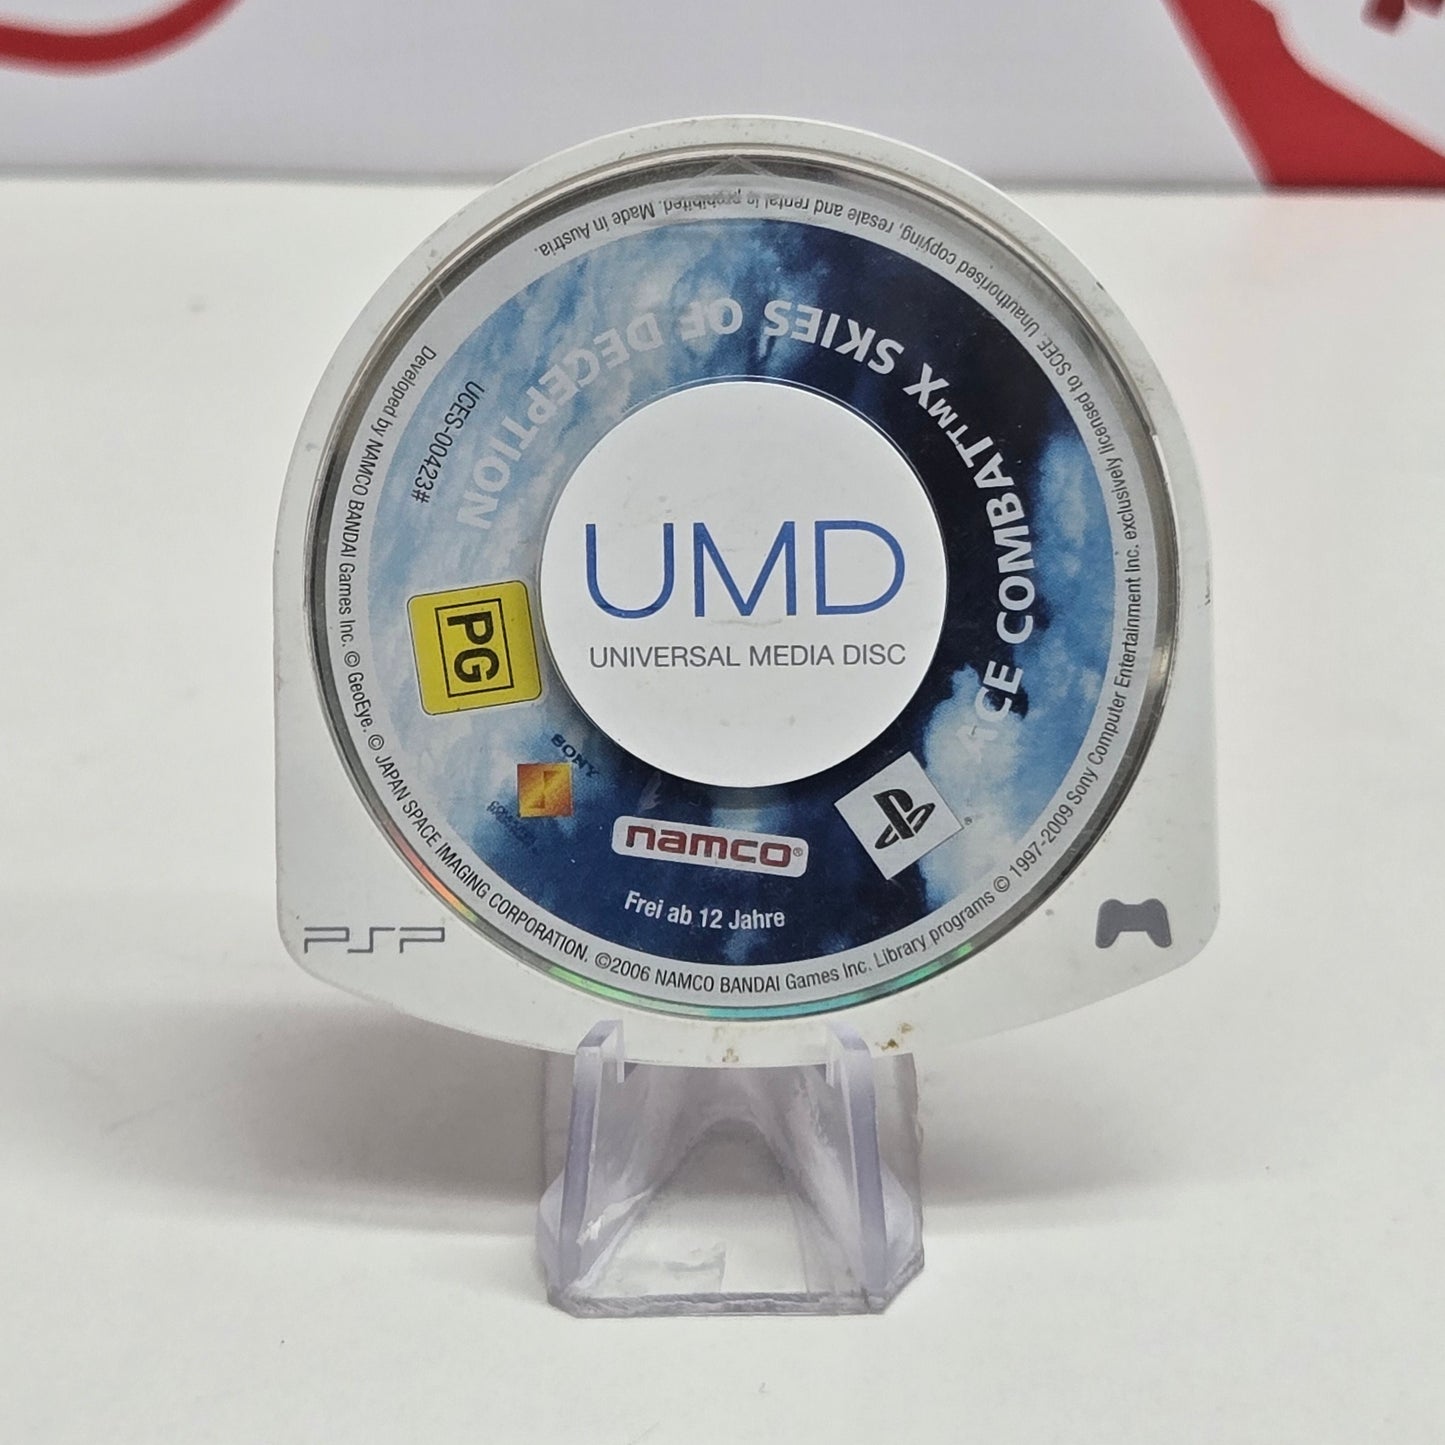 ACE COMBAT™X SKIES OF DECEPTION
UMD
UNIVERSAL MEDIA DISC
UCES-00423#
PG
SONY
namco®
Frei ab 12 Jahre
Developed by NAMCO BANDAI Games Inc. © GeoEye. © JAPAN SPACE IMAGING CORPORATION. ©2006 NAMCO BANDAI Games Inc. Library programs © 1997-2009 Sony Computer Entertainment Inc. exclusively licensed to SCEE. Unauthorised copying, resale and rental is prohibited. Made in Austria.
PSP